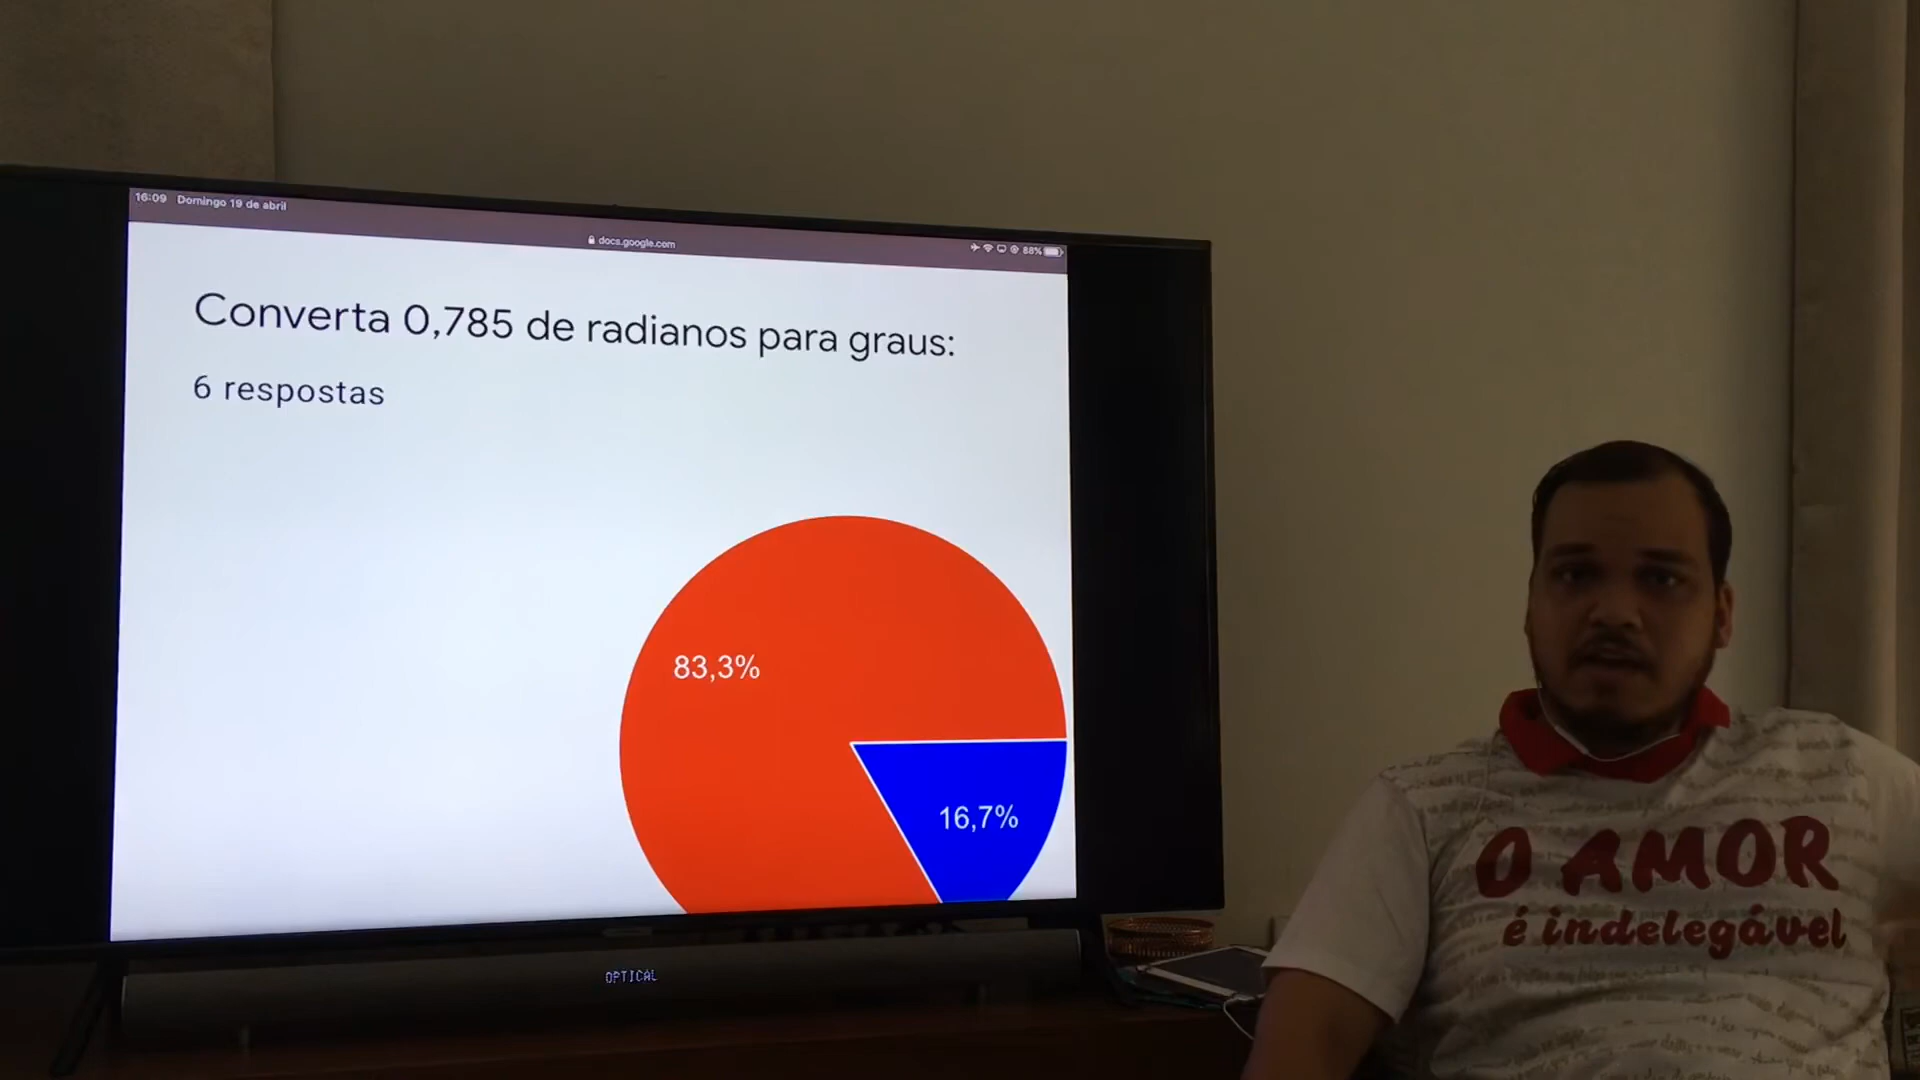 16:09 Domingo 19 de abril
docs.google.com
88%
Converta 0,785 de radianos para graus:
6 respostas
83,3%
16,7%
OPTICAL
O AMOR
é indelegável